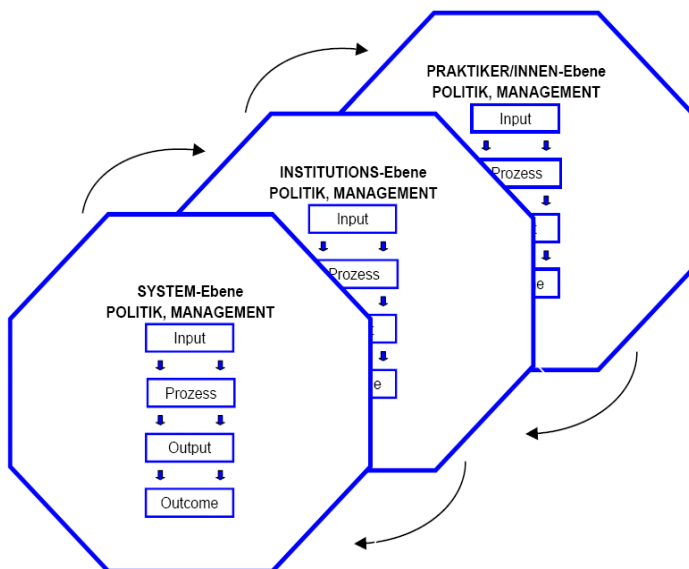 PRAKTIKER/INNEN-Ebene
POLITIK, MANAGEMENT
Input
Prozess
INSTITUTIONS-Ebene
POLITIK, MANAGEMENT
Input
Prozess
SYSTEM-Ebene
POLITIK, MANAGEMENT
Input
Prozess
Output
Outcome